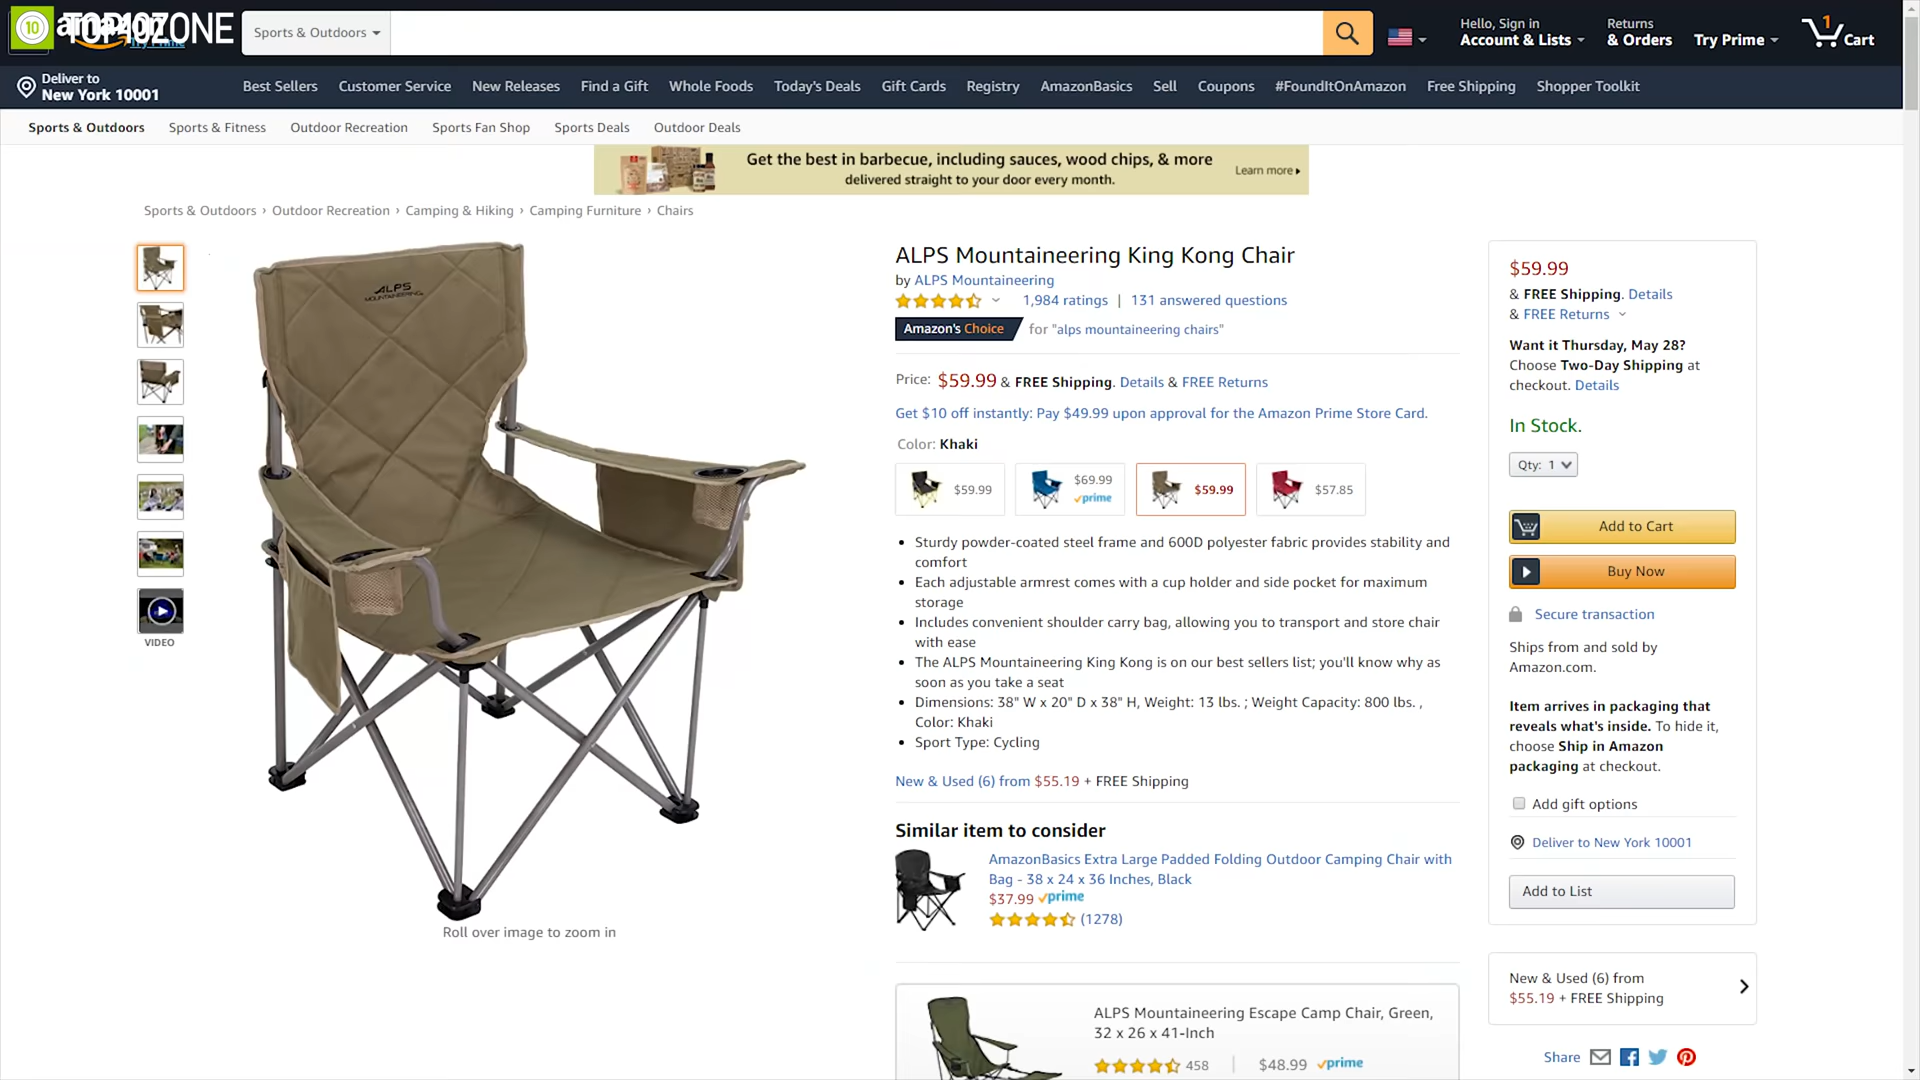 10
TOP10ZONE
amazon
Try Prime
Sports & Outdoors
Hello, Sign in
Account & Lists
Returns
& Orders
Try Prime
1
Cart
Deliver to
New York 10001
Best Sellers
Customer Service
New Releases
Find a Gift
Whole Foods
Today's Deals
Gift Cards
Registry
AmazonBasics
Sell
Coupons
#FoundItOnAmazon
Free Shipping
Shopper Toolkit
Sports & Outdoors
Sports & Fitness
Outdoor Recreation
Sports Fan Shop
Sports Deals
Outdoor Deals
Get the best in barbecue, including sauces, wood chips, & more
delivered straight to your door every month.
Learn more
Sports & Outdoors › Outdoor Recreation › Camping & Hiking › Camping Furniture › Chairs
VIDEO
ALPS
MOUNTAINEERING
Roll over image to zoom in
ALPS Mountaineering King Kong Chair
by ALPS Mountaineering
1,984 ratings | 131 answered questions
Amazon's Choice for "alps mountaineering chairs"
Price: $59.99 & FREE Shipping. Details & FREE Returns
Get $10 off instantly: Pay $49.99 upon approval for the Amazon Prime Store Card.
Color: Khaki
$59.99
$69.99
prime
$59.99
$57.85
Sturdy powder-coated steel frame and 600D polyester fabric provides stability and
comfort
Each adjustable armrest comes with a cup holder and side pocket for maximum
storage
Includes convenient shoulder carry bag, allowing you to transport and store chair
with ease
The ALPS Mountaineering King Kong is on our best sellers list; you'll know why as
soon as you take a seat
Dimensions: 38" W x 20" D x 38" H, Weight: 13 lbs. ; Weight Capacity: 800 lbs. ,
Color: Khaki
Sport Type: Cycling
New & Used (6) from $55.19 + FREE Shipping
Similar item to consider
AmazonBasics Extra Large Padded Folding Outdoor Camping Chair with
Bag - 38 x 24 x 36 Inches, Black
$37.99 prime
(1278)
ALPS Mountaineering Escape Camp Chair, Green,
32 x 26 x 41-Inch
458 | $48.99 prime
$59.99
& FREE Shipping. Details
& FREE Returns
Want it Thursday, May 28?
Choose Two-Day Shipping at
checkout. Details
In Stock.
Qty: 1
Add to Cart
Buy Now
Secure transaction
Ships from and sold by
Amazon.com.
Item arrives in packaging that
reveals what's inside. To hide it,
choose Ship in Amazon
packaging at checkout.
Add gift options
Deliver to New York 10001
Add to List
New & Used (6) from
$55.19 + FREE Shipping
Share